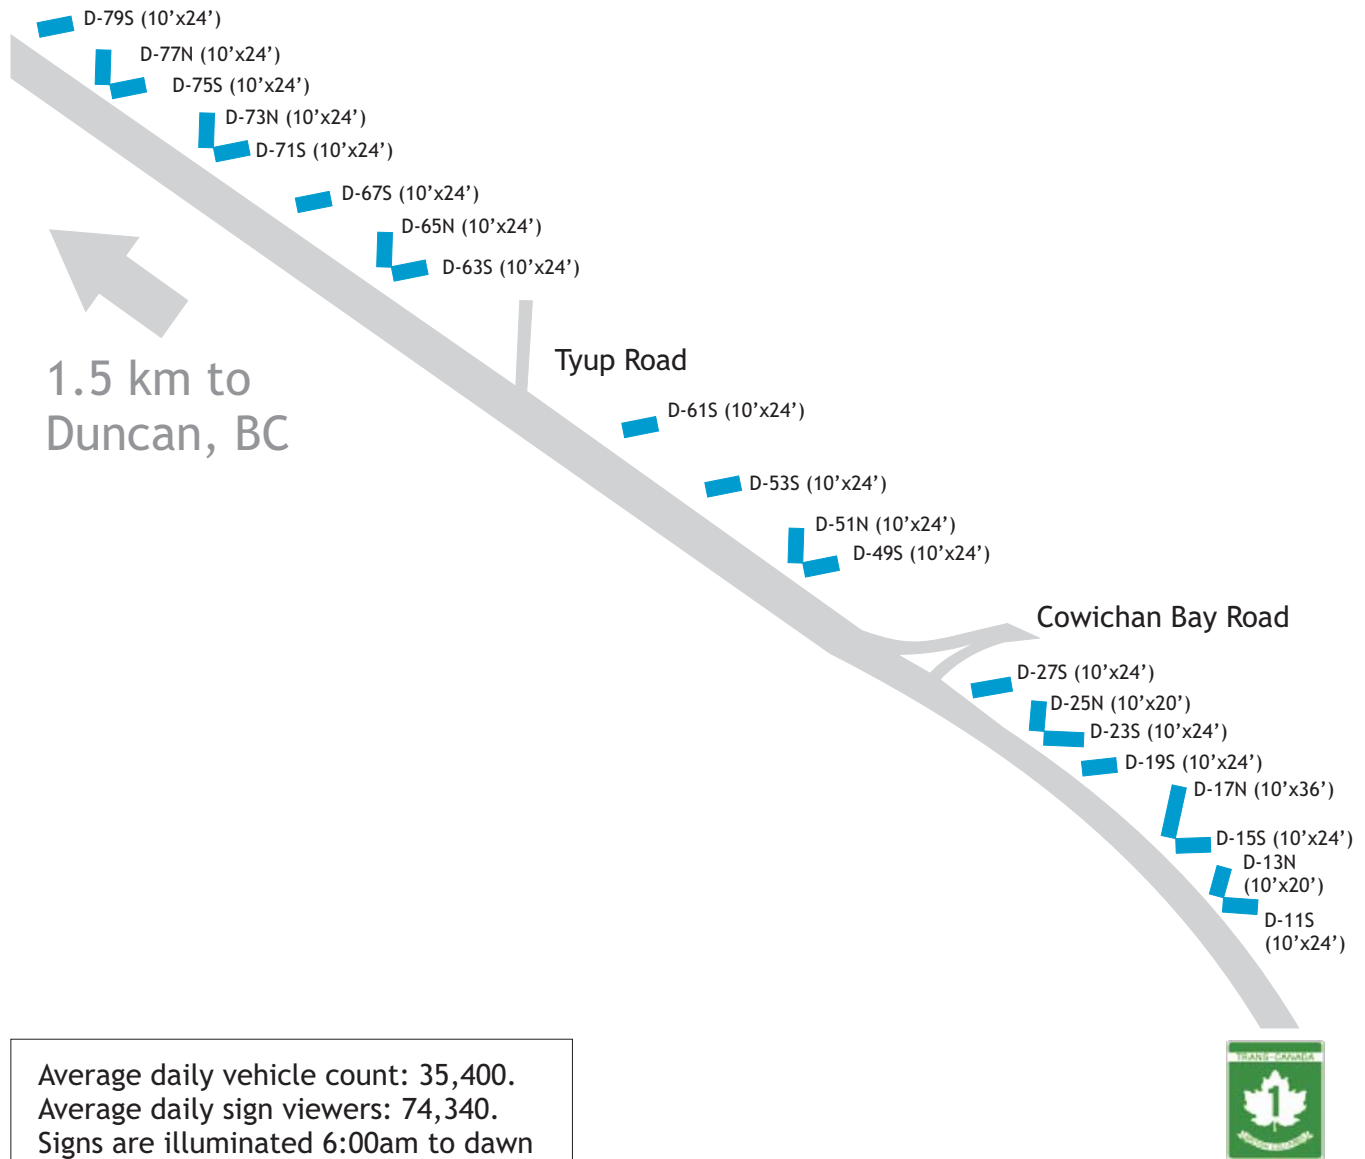 D-79S (10’x24’)
D-77N (10’x24’)
D-75S (10’x24’)
D-73N (10’x24’)
D-71S (10’x24’)
D-67S (10’x24’)
D-65N (10’x24’)
D-63S (10’x24’)
1.5 km to
Duncan, BC
Tyup Road
D-61S (10’x24’)
D-53S (10’x24’)
D-51N (10’x24’)
D-49S (10’x24’)
Cowichan Bay Road
D-27S (10’x24’)
D-25N (10’x20’)
D-23S (10’x24’)
D-19S (10’x24’)
D-17N (10’x36’)
D-15S (10’x24’)
D-13N
(10’x20’)
D-11S
(10’x24’)
Average daily vehicle count: 35,400.
Average daily sign viewers: 74,340.
Signs are illuminated 6:00am to dawn
TRANS-CANADA
1